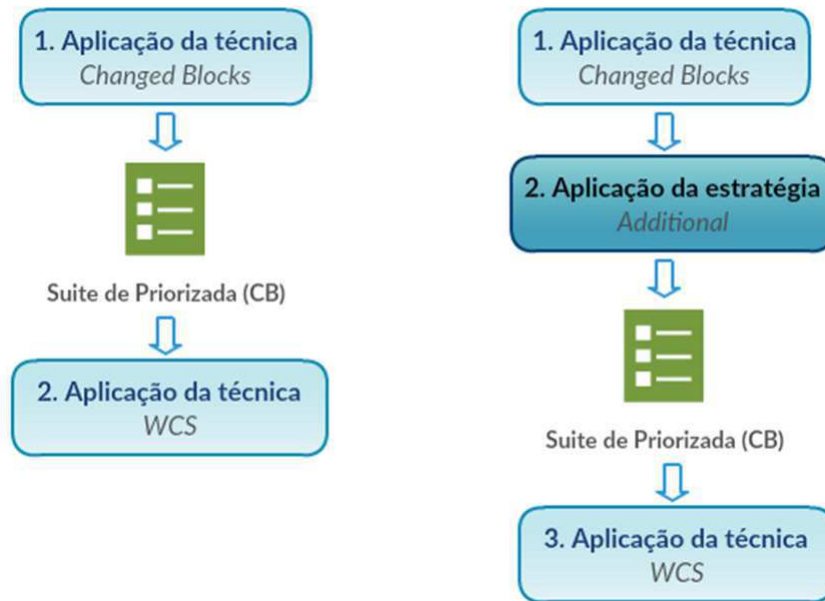 1. Aplicação da técnica
Changed Blocks
Suite de Priorizada (CB)
2. Aplicação da técnica
WCS
1. Aplicação da técnica
Changed Blocks
2. Aplicação da estratégia
Additional
Suite de Priorizada (CB)
3. Aplicação da técnica
WCS